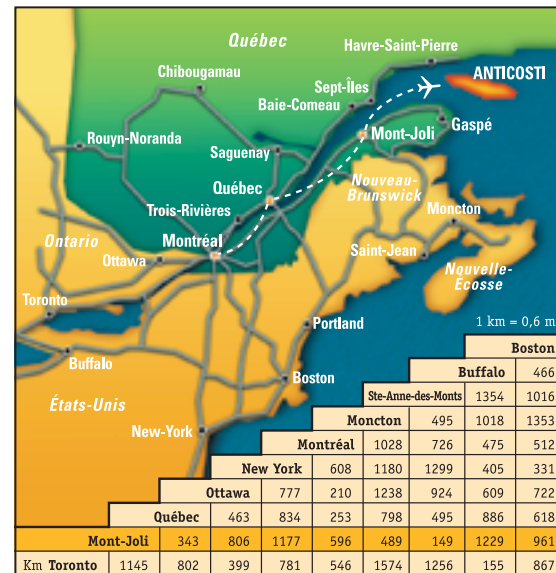 Québec
Havre-Saint-Pierre
Chibougamau
ANTICOSTI
Sept-Îles
Baie-Comeau
Gaspé
Mont-Joli
Rouyn-Noranda
Saguenay
Québec
Nouveau-
Brunswick
Trois-Rivières
Moncton
Ontario
Montréal
Ottawa
Saint-Jean
Nouvelle-
Ecosse
Toronto
1 km = 0,6 m
Portland
Buffalo
Boston
États-Unis
New-York
Boston
Buffalo 466
Ste-Anne-des-Monts 1354 1016
Moncton 495 1018 1353
Montréal 1028 726 475 512
New York 608 1180 1299 405 331
Ottawa 777 210 1238 924 609 722
Québec 463 834 253 798 495 886 618
Mont-Joli 343 806 1177 596 489 149 1229 961
Km Toronto 1145 802 399 781 546 1574 1256 155 867